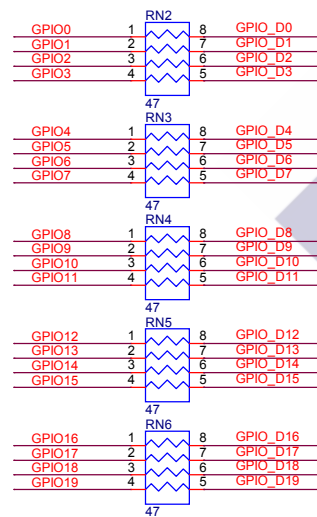 RN2
GPIO0 1 8 GPIO_D0
GPIO1 2 7 GPIO_D1
GPIO2 3 6 GPIO_D2
GPIO3 4 5 GPIO_D3
47
RN3
GPIO4 1 8 GPIO_D4
GPIO5 2 7 GPIO_D5
GPIO6 3 6 GPIO_D6
GPIO7 4 5 GPIO_D7
47
RN4
GPIO8 1 8 GPIO_D8
GPIO9 2 7 GPIO_D9
GPIO10 3 6 GPIO_D10
GPIO11 4 5 GPIO_D11
47
RN5
GPIO12 1 8 GPIO_D12
GPIO13 2 7 GPIO_D13
GPIO14 3 6 GPIO_D14
GPIO15 4 5 GPIO_D15
47
RN6
GPIO16 1 8 GPIO_D16
GPIO17 2 7 GPIO_D17
GPIO18 3 6 GPIO_D18
GPIO19 4 5 GPIO_D19
47